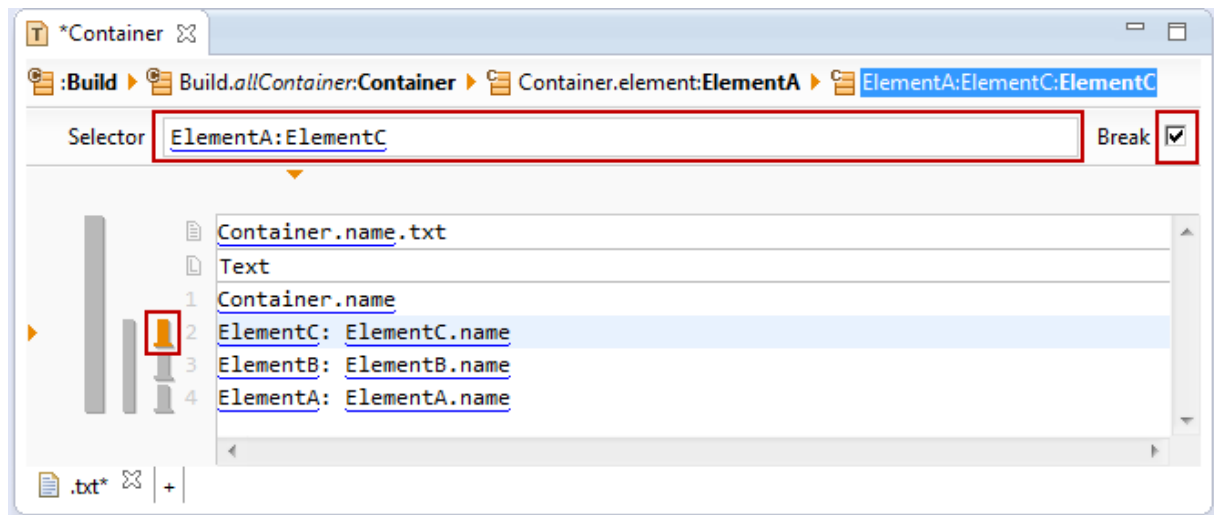 *Container
:Build Build.allContainer:Container Container.element:ElementA ElementA:ElementC:ElementC
Selector ElementA:ElementC Break
Container.name.txt
Text
1 Container.name
2 ElementC: ElementC.name
3 ElementB: ElementB.name
4 ElementA: ElementA.name
.txt* +